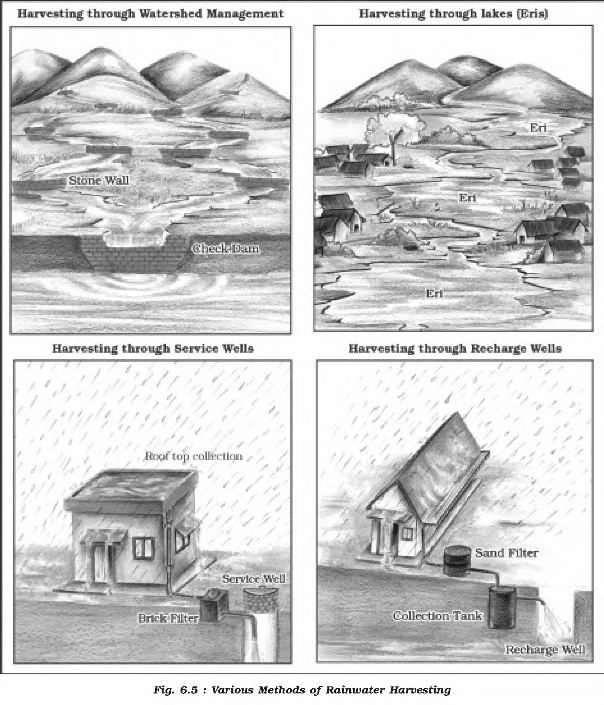 Harvesting through Watershed Management
Harvesting through lakes (Eris)
Stone Wall
Check Dam
Eri
Eri
Eri
Harvesting through Service Wells
Harvesting through Recharge Wells
Roof top collection
Service Well
Brick Filter
Sand Filter
Collection Tank
Recharge Well
Fig. 6.5 : Various Methods of Rainwater Harvesting